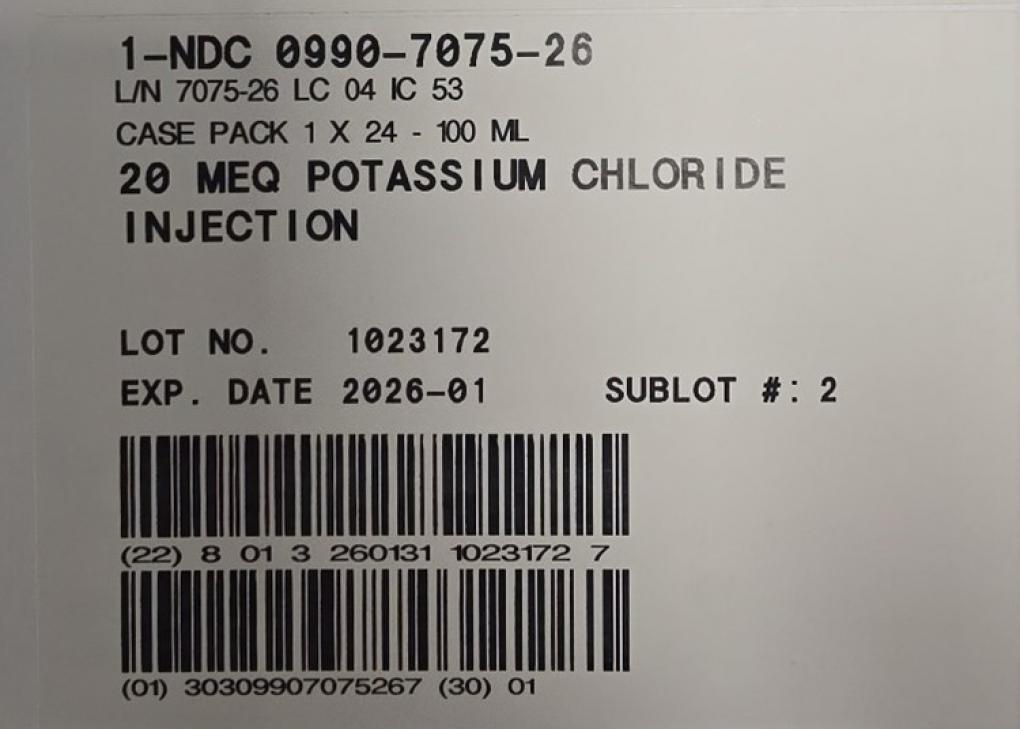 1-NDC 0990-7075-26
L/N 7075-26 LC 04 IC 53
CASE PACK 1 X 24 - 100 ML
20 MEQ POTASSIUM CHLORIDE
INJECTION
LOT NO. 1023172
EXP. DATE 2026-01 SUBLOT #: 2
(22) 8 01 3 260131 1023172 7
(01) 30309907075267 (30) 01